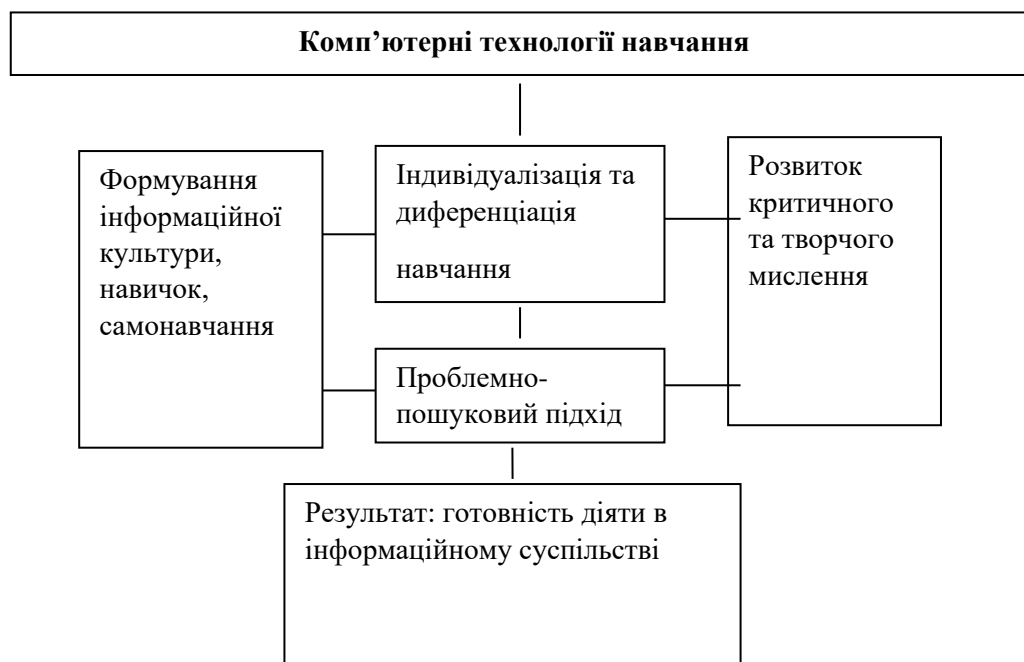 Комп’ютерні технології навчання
Формування
інформаційної
культури,
навичок,
самонавчання
Індивідуалізація та
диференціація
навчання
Розвиток
критичного
та творчого
мислення
Проблемно-
пошуковий підхід
Результат: готовність діяти в
інформаційному суспільстві